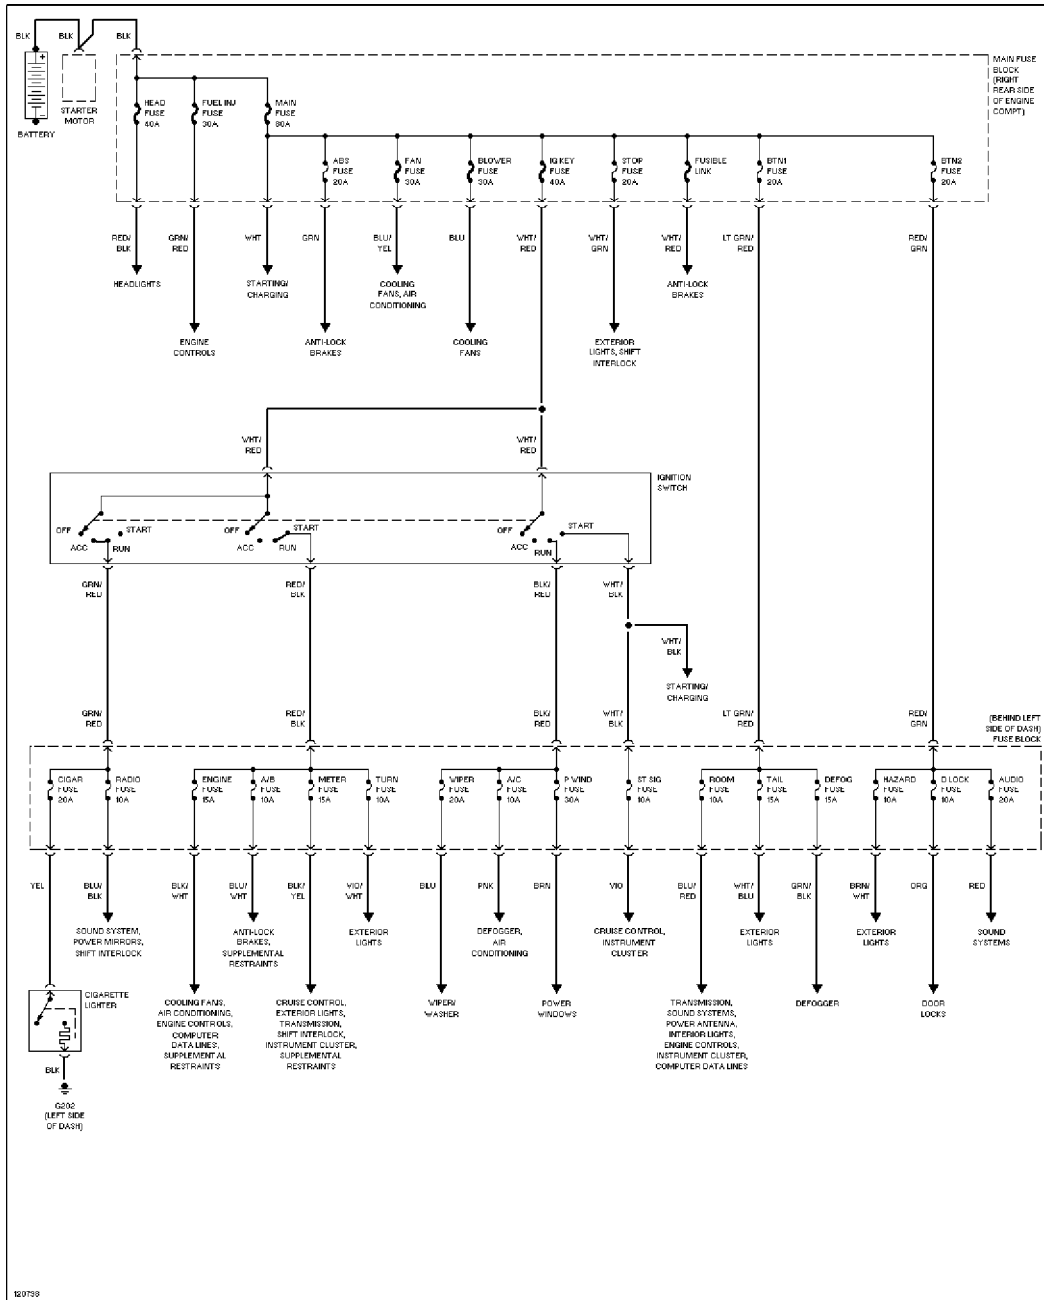 BLK
BLK
BLK
BATTERY
STARTER
MOTOR
MAIN FUSE
BLOCK
(RIGHT
REAR SIDE
OF ENGINE
COMPT)
HEAD
FUSE
40A
FUEL INJ
FUSE
30A
MAIN
FUSE
80A
ABS
FUSE
20A
FAN
FUSE
30A
BLOWER
FUSE
30A
IG KEY
FUSE
40A
STOP
FUSE
20A
FUSIBLE
LINK
BTN1
FUSE
20A
BTN2
FUSE
20A
RED/
BLK
GRN/
RED
WHT
GRN
BLU/
YEL
BLU
WHT/
RED
WHT/
GRN
WHT/
RED
LT GRN/
RED
RED/
GRN
HEADLIGHTS
STARTING/
CHARGING
COOLING
FANS, AIR
CONDITIONING
ANTI-LOCK
BRAKES
ENGINE
CONTROLS
ANTI-LOCK
BRAKES
COOLING
FANS
EXTERIOR
LIGHTS, SHIFT
INTERLOCK
WHT/
RED
WHT/
RED
IGNITION
SWITCH
OFF
ACC
RUN
START
OFF
ACC
RUN
START
OFF
ACC
RUN
START
GRN/
RED
RED/
BLK
BLK/
RED
WHT/
BLK
WHT/
BLK
STARTING/
CHARGING
GRN/
RED
RED/
BLK
BLK/
RED
WHT/
BLK
LT GRN/
RED
RED/
GRN
(BEHIND LEFT
SIDE OF DASH)
FUSE BLOCK
CIGAR
FUSE
20A
RADIO
FUSE
10A
ENGINE
FUSE
15A
A/B
FUSE
10A
METER
FUSE
15A
TURN
FUSE
10A
WIPER
FUSE
20A
A/C
FUSE
10A
P.WIND
FUSE
30A
ST SIG
FUSE
10A
ROOM
FUSE
10A
TAIL
FUSE
15A
DEFOG
FUSE
15A
HAZARD
FUSE
10A
D LOCK
FUSE
10A
AUDIO
FUSE
20A
YEL
BLU/
BLK
BLK/
WHT
BLU/
WHT
BLK/
YEL
VIO/
WHT
BLU
PNK
BRN
VIO
BLU/
RED
WHT/
BLU
GRN/
BLK
BRN/
WHT
ORG
RED
SOUND SYSTEM,
POWER MIRRORS,
SHIFT INTERLOCK
ANTI-LOCK
BRAKES,
SUPPLEMENTAL
RESTRAINTS
EXTERIOR
LIGHTS
DEFOGGER,
AIR
CONDITIONING
CRUISE CONTROL,
INSTRUMENT
CLUSTER
EXTERIOR
LIGHTS
EXTERIOR
LIGHTS
SOUND
SYSTEMS
CIGARETTE
LIGHTER
COOLING FANS,
AIR CONDITIONING,
ENGINE CONTROLS,
COMPUTER
DATA LINES,
SUPPLEMENTAL
RESTRAINTS
CRUISE CONTROL,
EXTERIOR LIGHTS,
TRANSMISSION,
SHIFT INTERLOCK,
INSTRUMENT CLUSTER,
SUPPLEMENTAL
RESTRAINTS
WIPER/
WASHER
POWER
WINDOWS
TRANSMISSION,
SOUND SYSTEMS,
POWER ANTENNA,
INTERIOR LIGHTS,
ENGINE CONTROLS,
INSTRUMENT CLUSTER,
COMPUTER DATA LINES
DEFOGGER
DOOR
LOCKS
BLK
G202
(LEFT SIDE
OF DASH)
120798